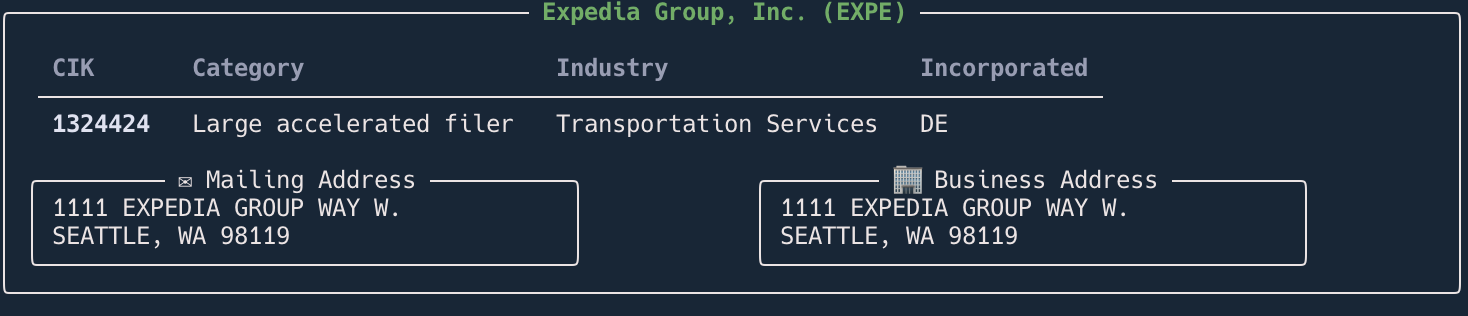 Expedia Group, Inc. (EXPE)
CIK Category Industry Incorporated
1324424 Large accelerated filer Transportation Services DE
✉ Mailing Address
1111 EXPEDIA GROUP WAY W.
SEATTLE, WA 98119
🏢 Business Address
1111 EXPEDIA GROUP WAY W.
SEATTLE, WA 98119